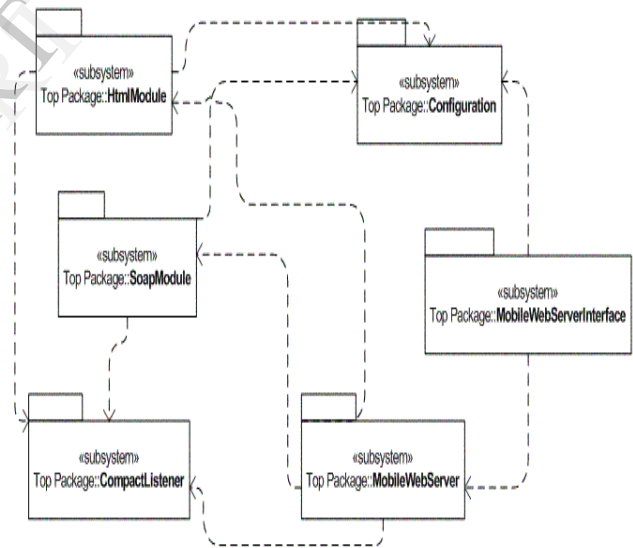 «subsystem»
Top Package::HtmlModule
«subsystem»
Top Package::Configuration
«subsystem»
Top Package::SoapModule
«subsystem»
Top Package::MobileWebServerInterface
«subsystem»
Top Package::CompactListener
«subsystem»
Top Package::MobileWebServer